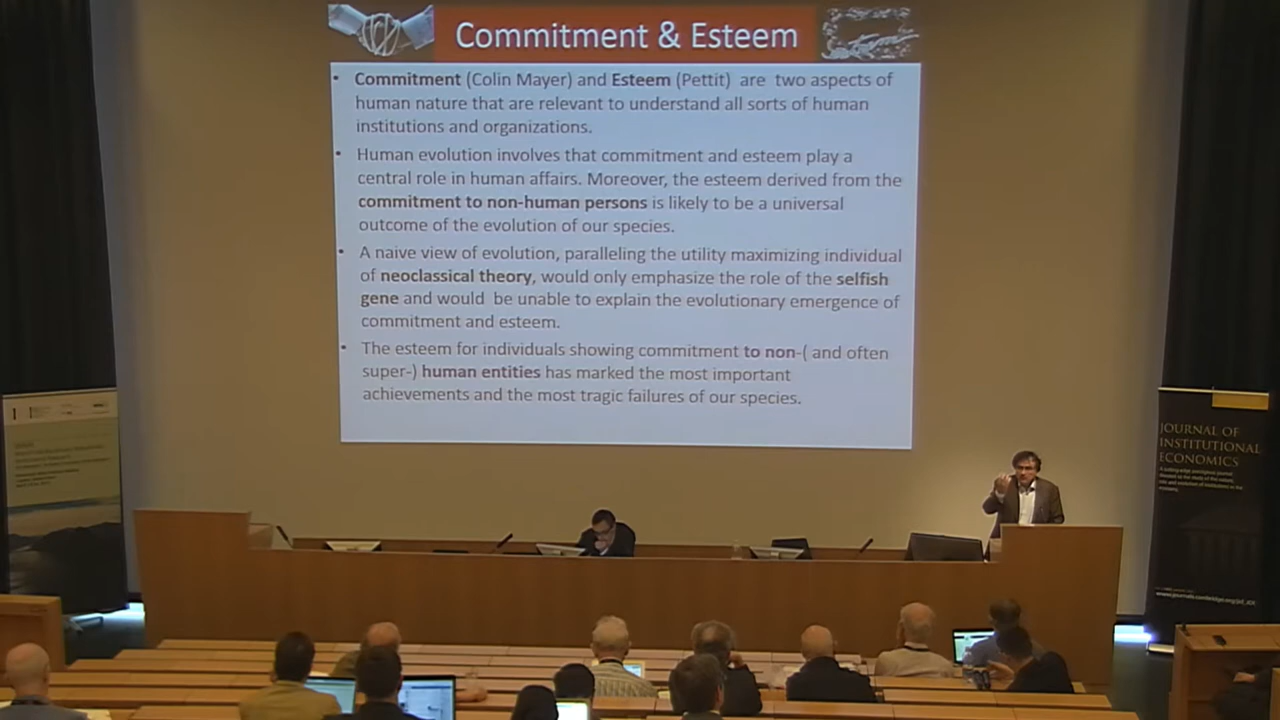 Commitment & Esteem
• Commitment (Colin Mayer) and Esteem (Pettit) are two aspects of
human nature that are relevant to understand all sorts of human
institutions and organizations.
• Human evolution involves that commitment and esteem play a
central role in human affairs. Moreover, the esteem derived from the
commitment to non-human persons is likely to be a universal
outcome of the evolution of our species.
• A naive view of evolution, paralleling the utility maximizing individual
of neoclassical theory, would only emphasize the role of the selfish
gene and would be unable to explain the evolutionary emergence of
commitment and esteem.
• The esteem for individuals showing commitment to non-( and often
super-) human entities has marked the most important
achievements and the most tragic failures of our species.
JOURNAL OF
INSTITUTIONAL
ECONOMICS